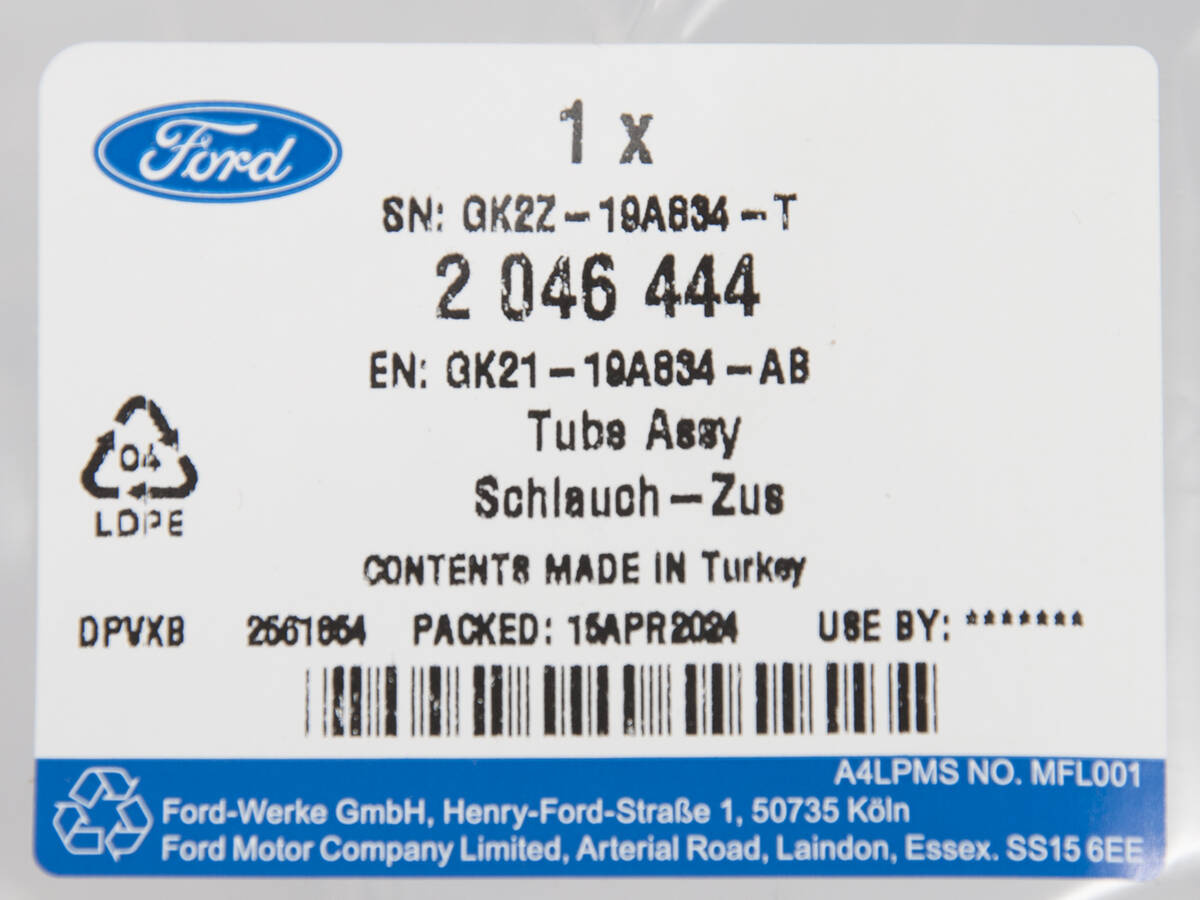 Ford
1 x
SN: GK2Z-19A834-T
2 046 444
EN: GK21-19A834-AB
Tube Assy
Schlauch-Zus
04
LDPE
CONTENTS MADE IN Turkey
DPVXB 2561854 PACKED: 15APR2024 USE BY: *******
A4LPMS NO. MFL001
Ford-Werke GmbH, Henry-Ford-Straße 1, 50735 Köln
Ford Motor Company Limited, Arterial Road, Laindon, Essex. SS15 6EE